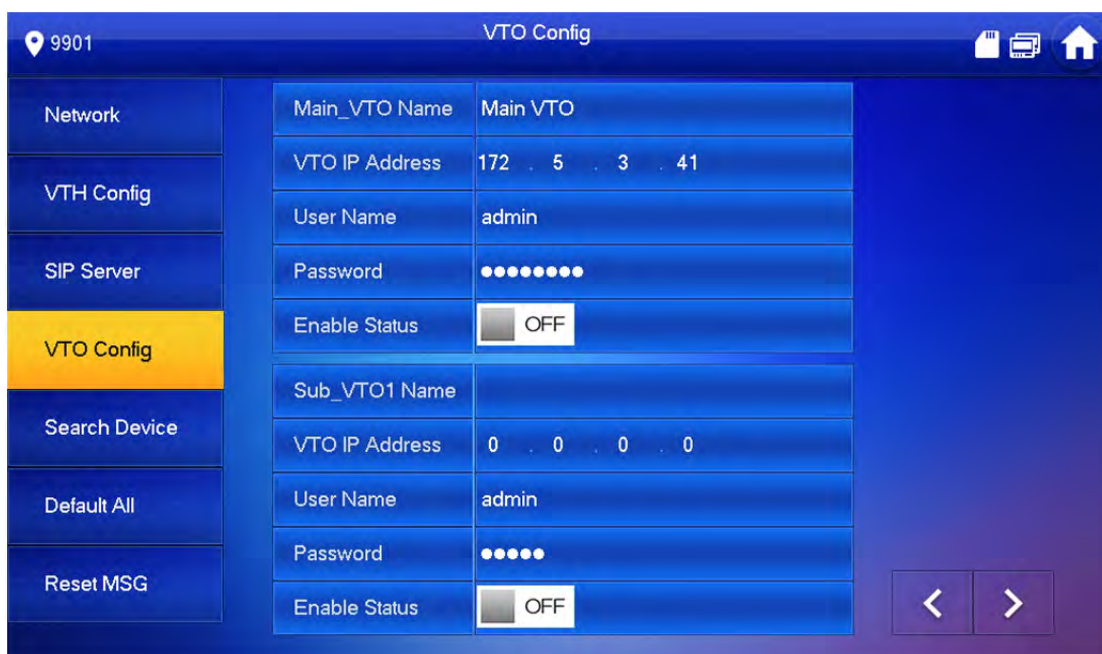 9901 VTO Config
Network
VTH Config
SIP Server
VTO Config
Search Device
Default All
Reset MSG
Main_VTO Name Main VTO
VTO IP Address 172 . 5 . 3 . 41
User Name admin
Password ●●●●●●●●
Enable Status OFF
Sub_VTO1 Name
VTO IP Address 0 . 0 . 0 . 0
User Name admin
Password ●●●●●
Enable Status OFF